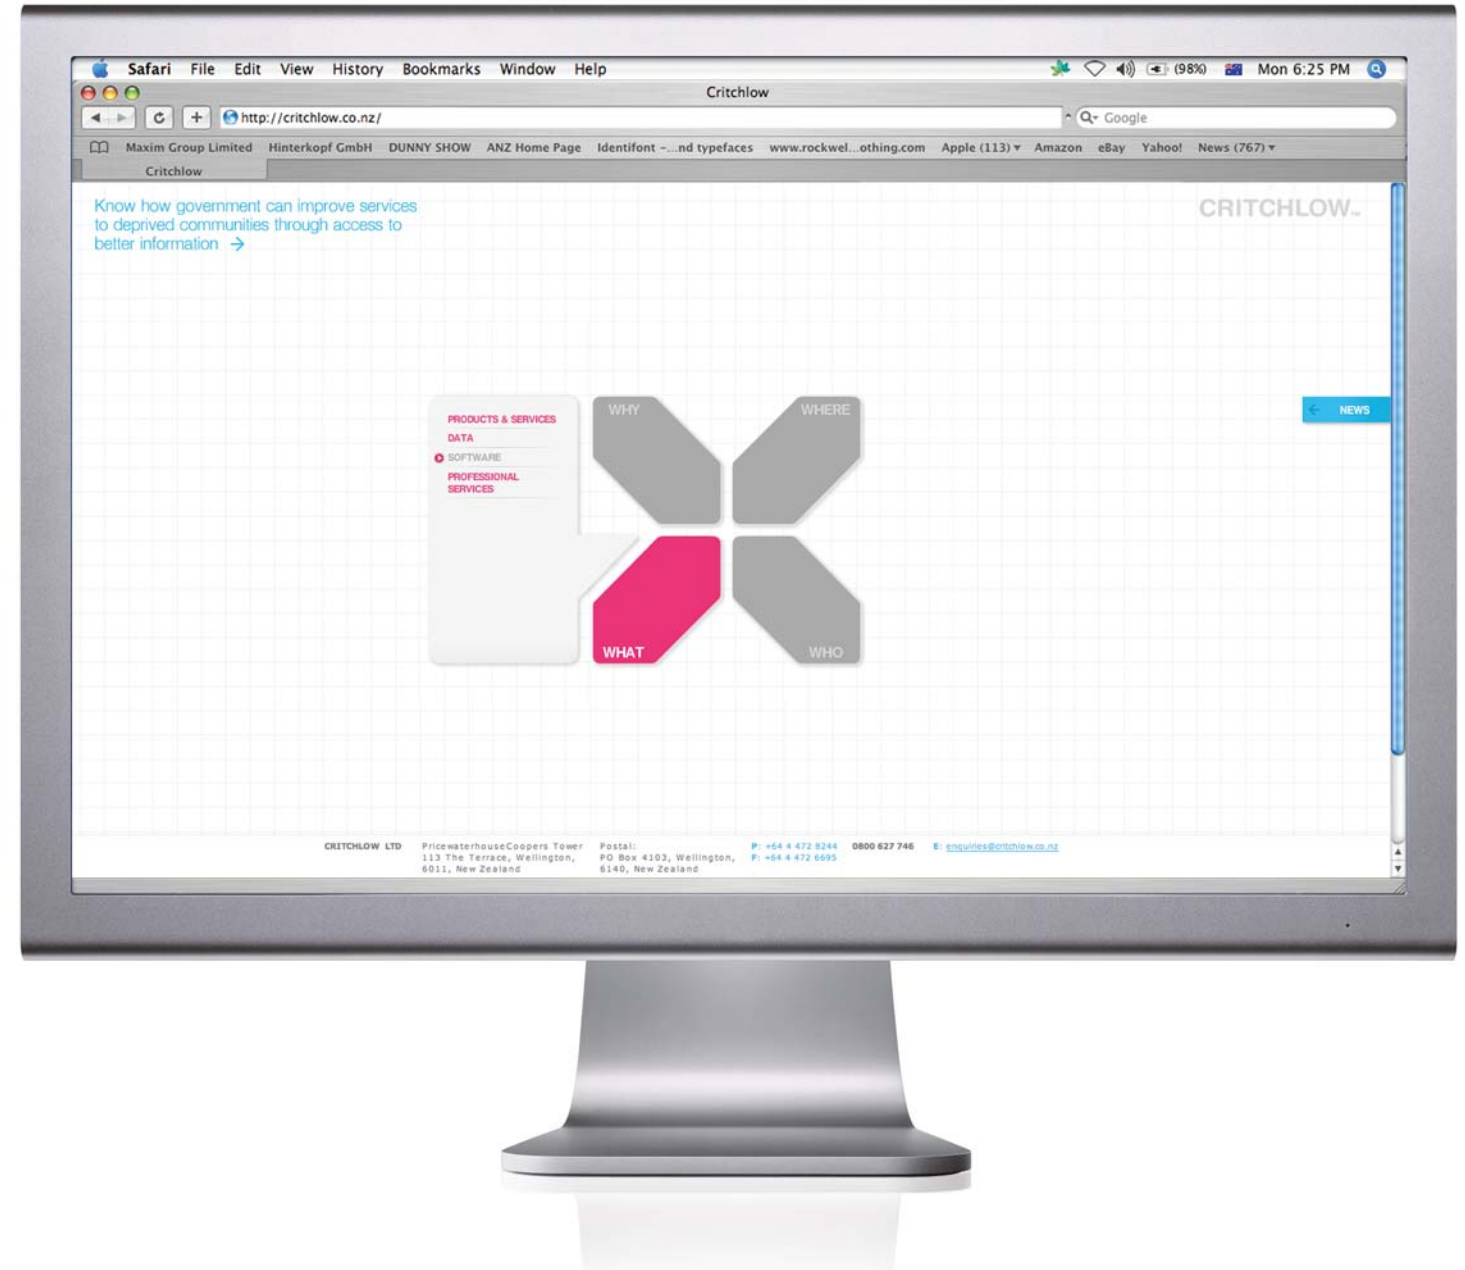 Safari File Edit View History Bookmarks Window Help (98%) Mon 6:25 PM
Critchlow
http://critchlow.co.nz/ Google
Maxim Group Limited Hinterkopf GmbH DUNNY SHOW ANZ Home Page Identifont -...nd typefaces www.rockwel...othing.com Apple (113) Amazon eBay Yahoo! News (767)
Critchlow
Know how government can improve services
to deprived communities through access to
better information →
CRITCHLOW™
PRODUCTS & SERVICES
DATA
SOFTWARE
PROFESSIONAL
SERVICES
WHY
WHERE
WHAT
WHO
← NEWS
CRITCHLOW LTD
PricewaterhouseCoopers Tower
113 The Terrace, Wellington,
6011, New Zealand
Postal:
PO Box 4103, Wellington,
6140, New Zealand
P: +64 4 472 8244
F: +64 4 472 6695
0800 627 746
E: enquiries@critchlow.co.nz